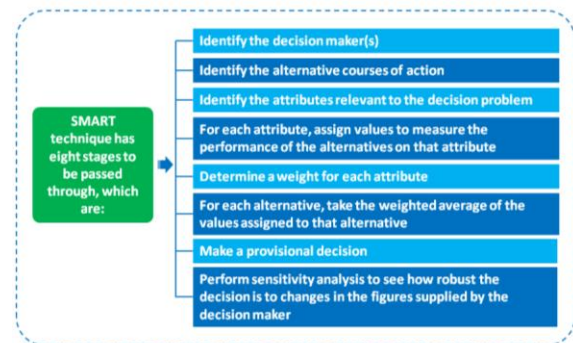 SMART
technique has
eight stages to
be passed
through, which
are:
Identify the decision maker(s)
Identify the alternative courses of action
Identify the attributes relevant to the decision problem
For each attribute, assign values to measure the
performance of the alternatives on that attribute
Determine a weight for each attribute
For each alternative, take the weighted average of the
values assigned to that alternative
Make a provisional decision
Perform sensitivity analysis to see how robust the
decision is to changes in the figures supplied by the
decision maker